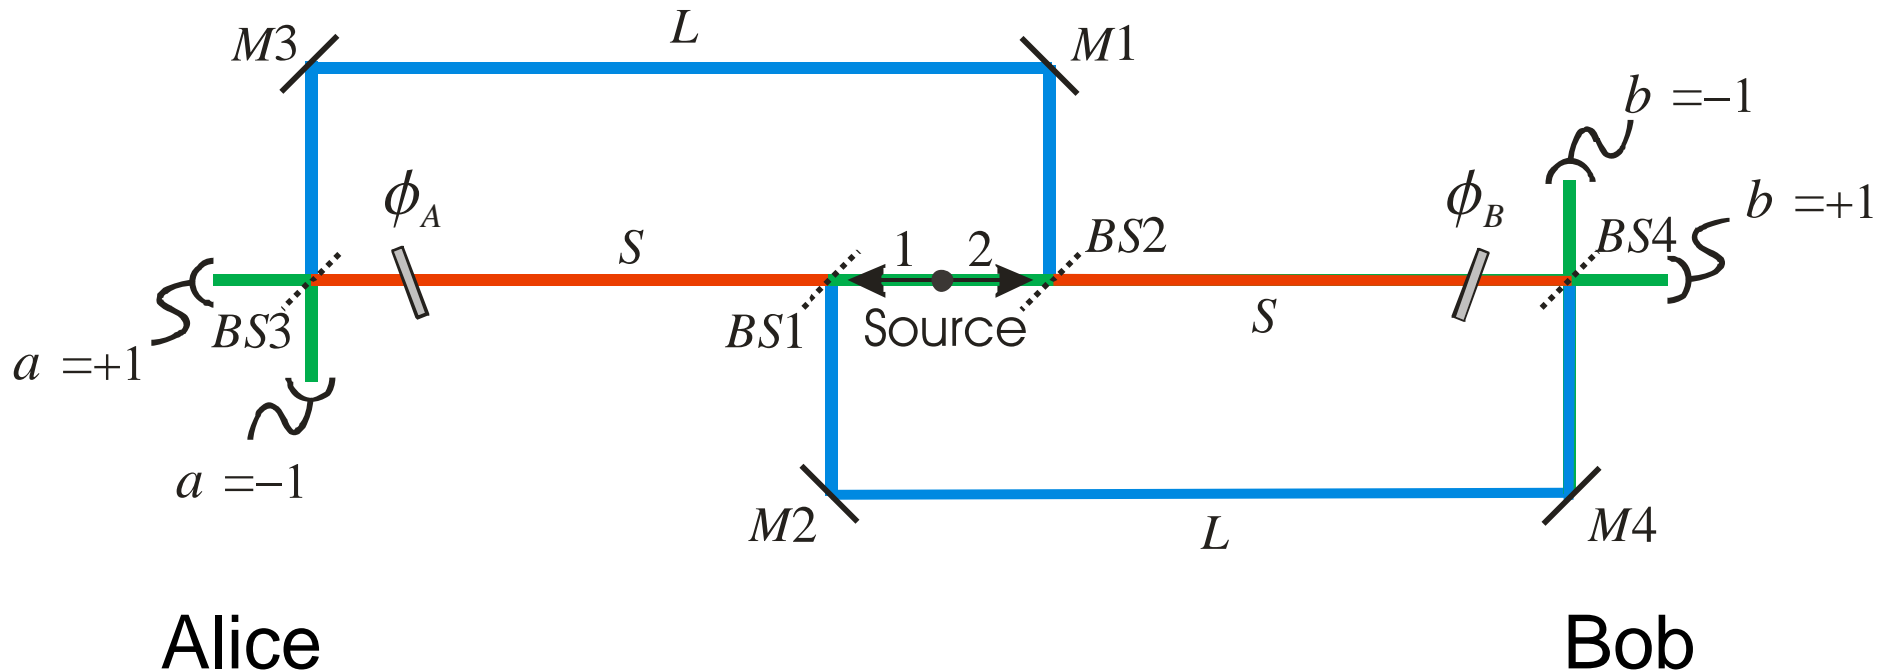 M3
L
M1
b =−1
ϕA
ϕB
b =+1
S
1
2
BS2
BS4
BS3
BS1
Source
S
a =+1
a =−1
M2
L
M4
Alice
Bob